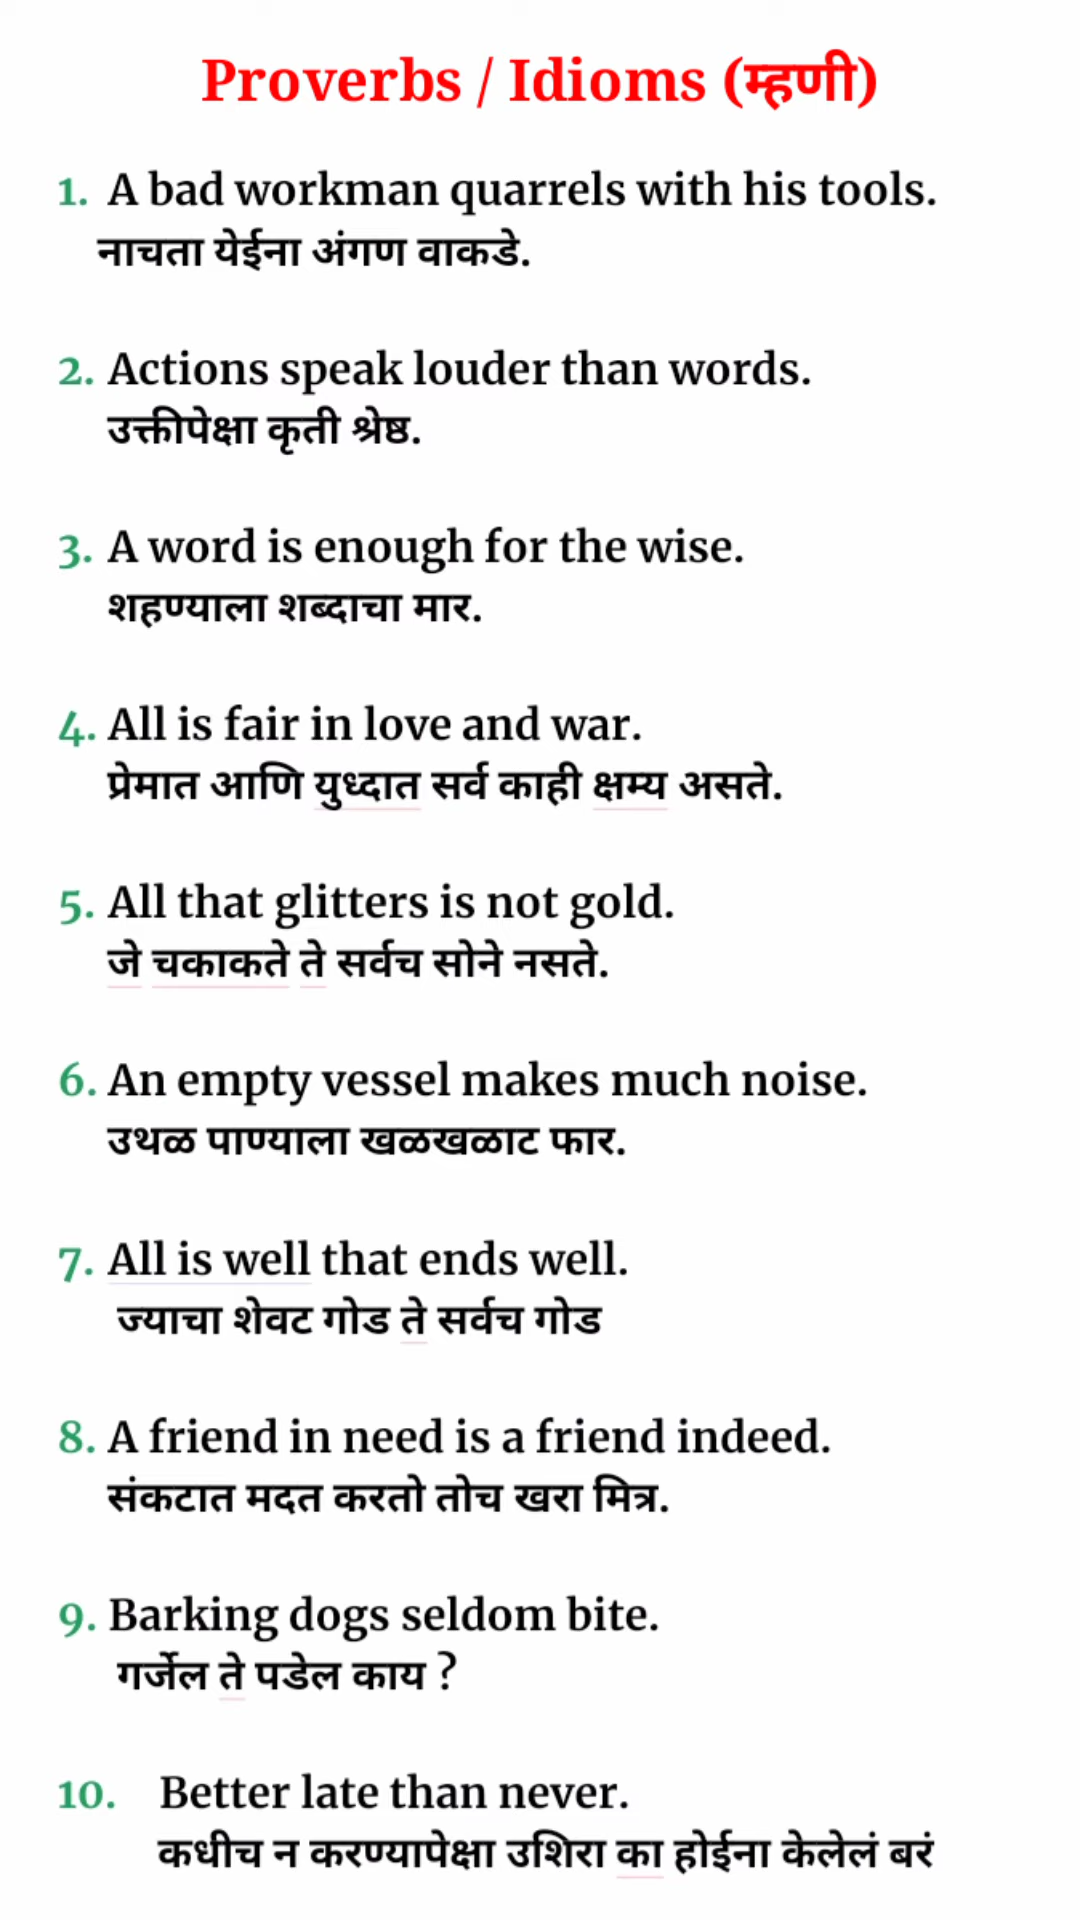 Proverbs / Idioms (म्हणी)
1. A bad workman quarrels with his tools.
नाचता येईना अंगण वाकडे.
2. Actions speak louder than words.
उक्तीपेक्षा कृती श्रेष्ठ.
3. A word is enough for the wise.
शहण्याला शब्दाचा मार.
4. All is fair in love and war.
प्रेमात आणि युध्दात सर्व काही क्षम्य असते.
5. All that glitters is not gold.
जे चकाकते ते सर्वच सोने नसते.
6. An empty vessel makes much noise.
उथळ पाण्याला खळखळाट फार.
7. All is well that ends well.
ज्याचा शेवट गोड ते सर्वच गोड
8. A friend in need is a friend indeed.
संकटात मदत करतो तोच खरा मित्र.
9. Barking dogs seldom bite.
गर्जेल ते पडेल काय ?
10. Better late than never.
कधीच न करण्यापेक्षा उशिरा का होईना केलेलं बरं